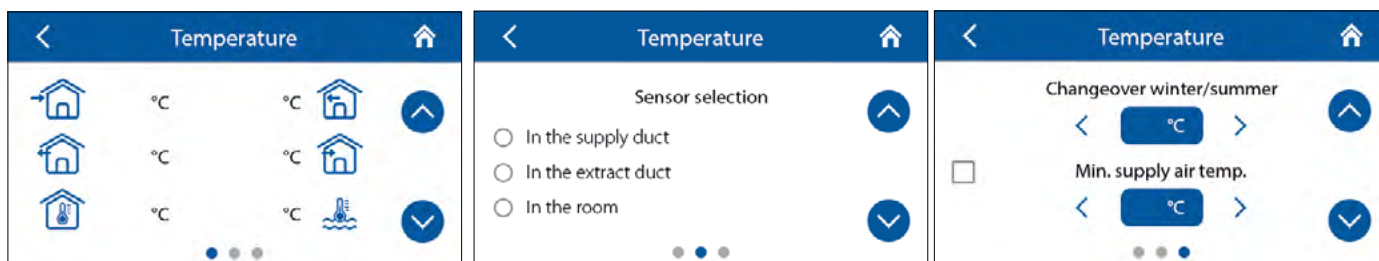 Temperature
°C °C
°C °C
°C °C
Temperature
Sensor selection
In the supply duct
In the extract duct
In the room
Temperature
Changeover winter/summer
°C
Min. supply air temp.
°C